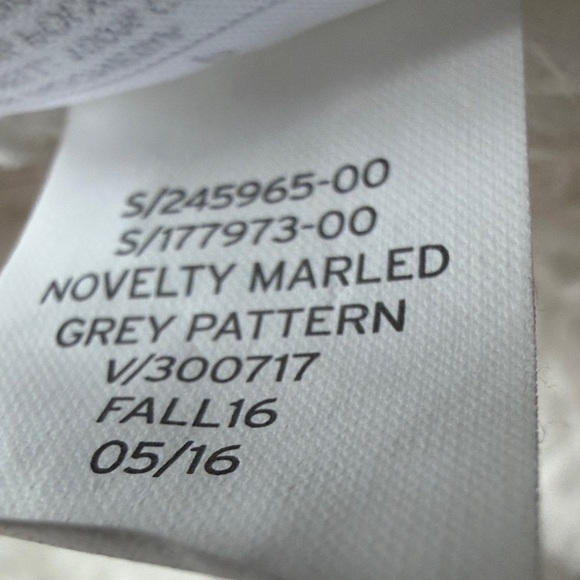 S/245965-00
S/177973-00
NOVELTY MARLED
GREY PATTERN
V/300717
FALL16
05/16